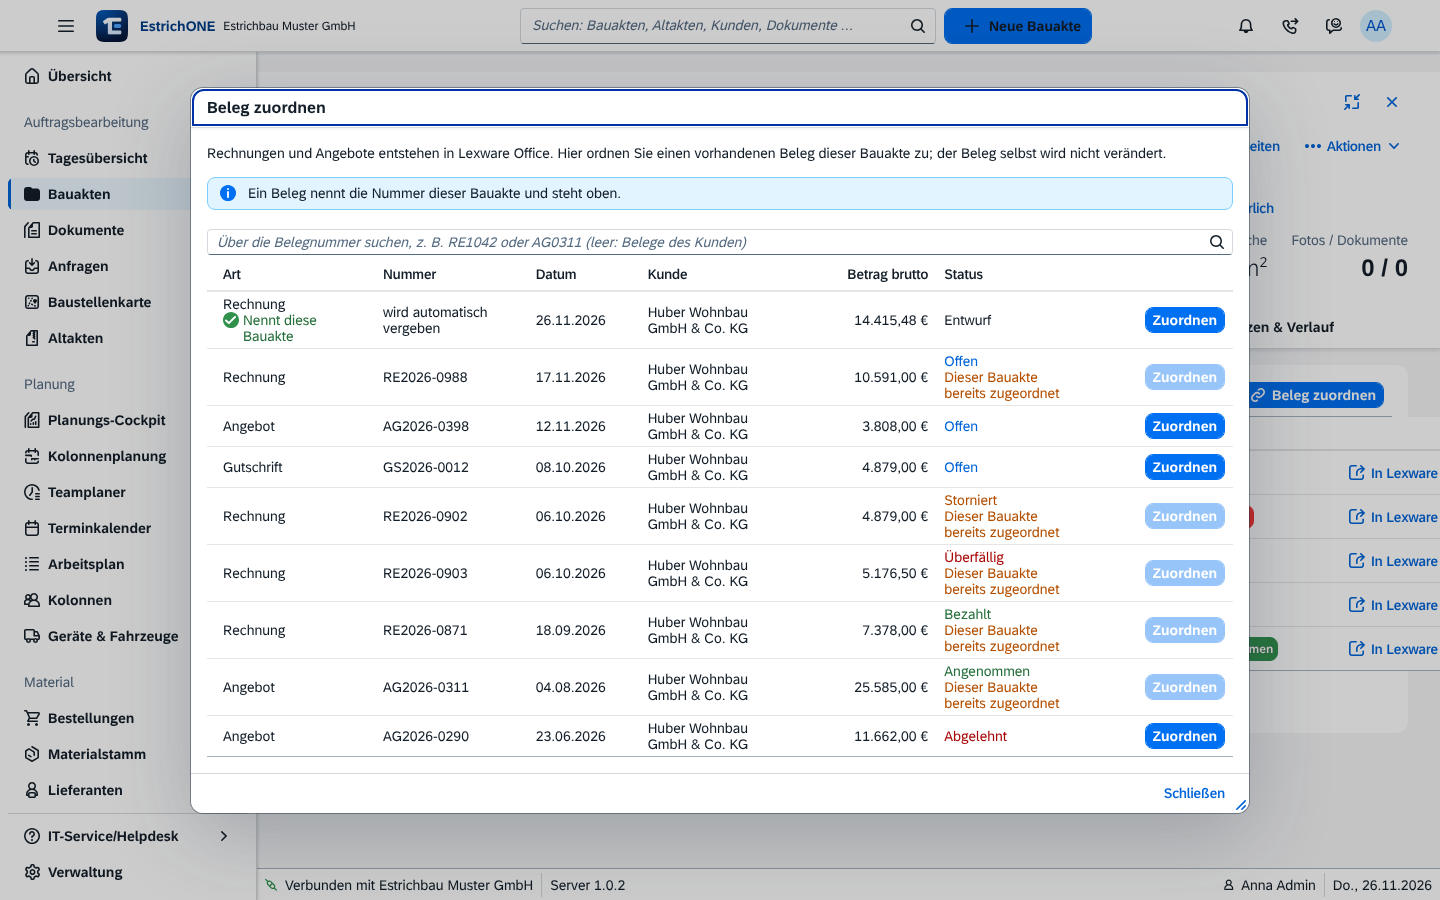 EstrichONE Estrichbau Muster GmbH
Suchen: Bauakten, Altakten, Kunden, Dokumente ...
Neue Bauakte
AA
Übersicht
Auftragsbearbeitung
Tagesübersicht
Bauakten
Dokumente
Anfragen
Baustellenkarte
Altakten
Planung
Planungs-Cockpit
Kolonnenplanung
Teamplaner
Terminkalender
Arbeitsplan
Kolonnen
Geräte & Fahrzeuge
Material
Bestellungen
Materialstamm
Lieferanten
IT-Service/Helpdesk
Verwaltung
Beleg zuordnen
Rechnungen und Angebote entstehen in Lexware Office. Hier ordnen Sie einen vorhandenen Beleg dieser Bauakte zu; der Beleg selbst wird nicht verändert.
Ein Beleg nennt die Nummer dieser Bauakte und steht oben.
Über die Belegnummer suchen, z. B. RE1042 oder AG0311 (leer: Belege des Kunden)
Art Nummer Datum Kunde Betrag brutto Status
Rechnung
Nennt diese
Bauakte
wird automatisch
vergeben
26.11.2026
Huber Wohnbau
GmbH & Co. KG
14.415,48 €
Entwurf
Zuordnen
Rechnung
RE2026-0988
17.11.2026
Huber Wohnbau
GmbH & Co. KG
10.591,00 €
Offen
Dieser Bauakte
bereits zugeordnet
Zuordnen
Angebot
AG2026-0398
12.11.2026
Huber Wohnbau
GmbH & Co. KG
3.808,00 €
Offen
Zuordnen
Gutschrift
GS2026-0012
08.10.2026
Huber Wohnbau
GmbH & Co. KG
4.879,00 €
Offen
Zuordnen
Rechnung
RE2026-0902
06.10.2026
Huber Wohnbau
GmbH & Co. KG
4.879,00 €
Storniert
Dieser Bauakte
bereits zugeordnet
Zuordnen
Rechnung
RE2026-0903
06.10.2026
Huber Wohnbau
GmbH & Co. KG
5.176,50 €
Überfällig
Dieser Bauakte
bereits zugeordnet
Zuordnen
Rechnung
RE2026-0871
18.09.2026
Huber Wohnbau
GmbH & Co. KG
7.378,00 €
Bezahlt
Dieser Bauakte
bereits zugeordnet
Zuordnen
Angebot
AG2026-0311
04.08.2026
Huber Wohnbau
GmbH & Co. KG
25.585,00 €
Angenommen
Dieser Bauakte
bereits zugeordnet
Zuordnen
Angebot
AG2026-0290
23.06.2026
Huber Wohnbau
GmbH & Co. KG
11.662,00 €
Abgelehnt
Zuordnen
Schließen
eiten
Aktionen
rlich
che Fotos / Dokumente
m² 0 / 0
zen & Verlauf
Beleg zuordnen
In Lexware
In Lexware
In Lexware
In Lexware
men In Lexware
Verbunden mit Estrichbau Muster GmbH Server 1.0.2
Anna Admin Do., 26.11.2026